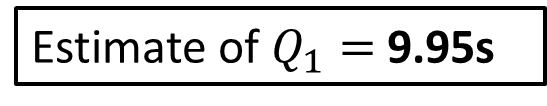 Estimate of Q₁ = 9.95s